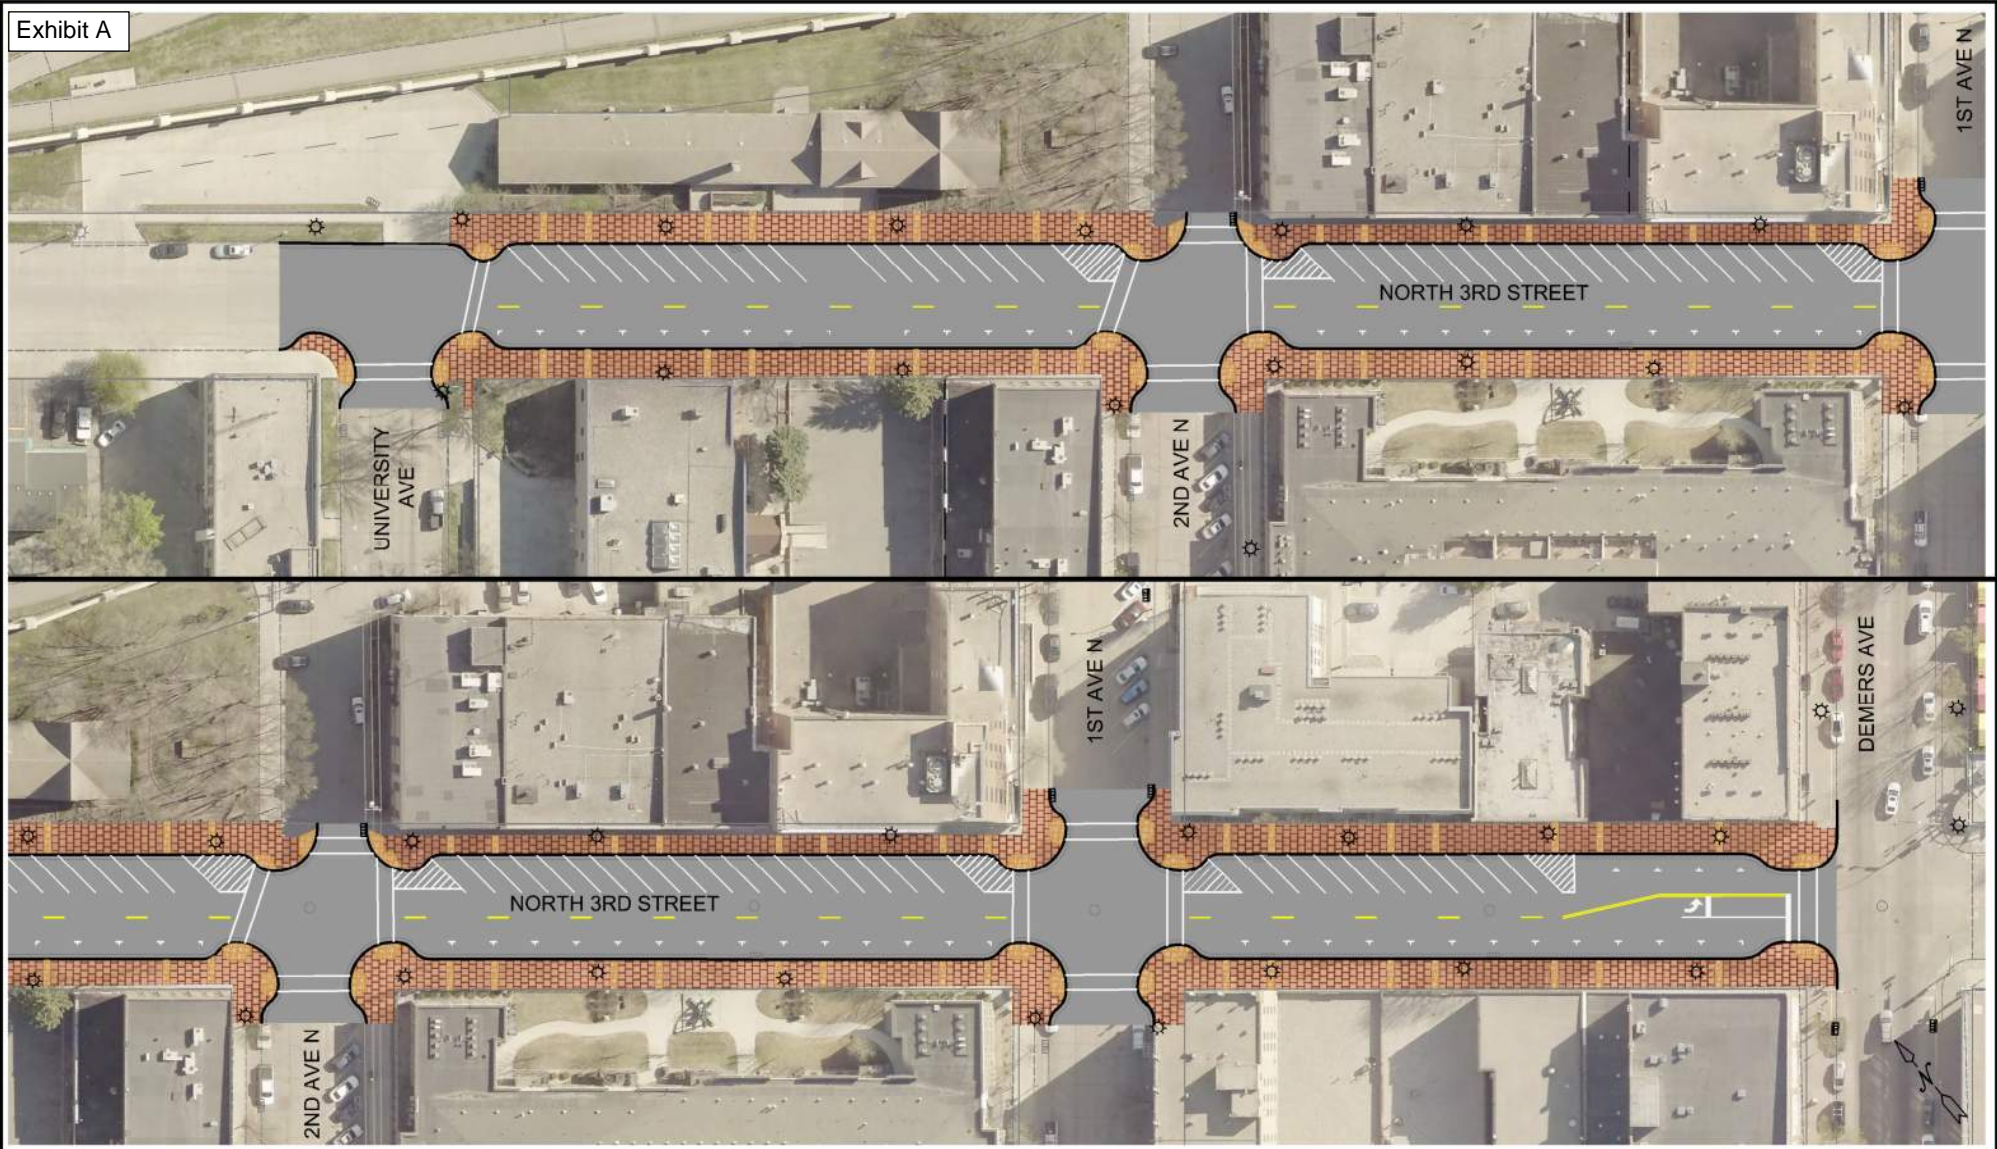 Exhibit A
1ST AVE N
NORTH 3RD STREET
UNIVERSITY
AVE
2ND AVE N
1ST AVE N
DEMERS AVE
NORTH 3RD STREET
2ND AVE N
N